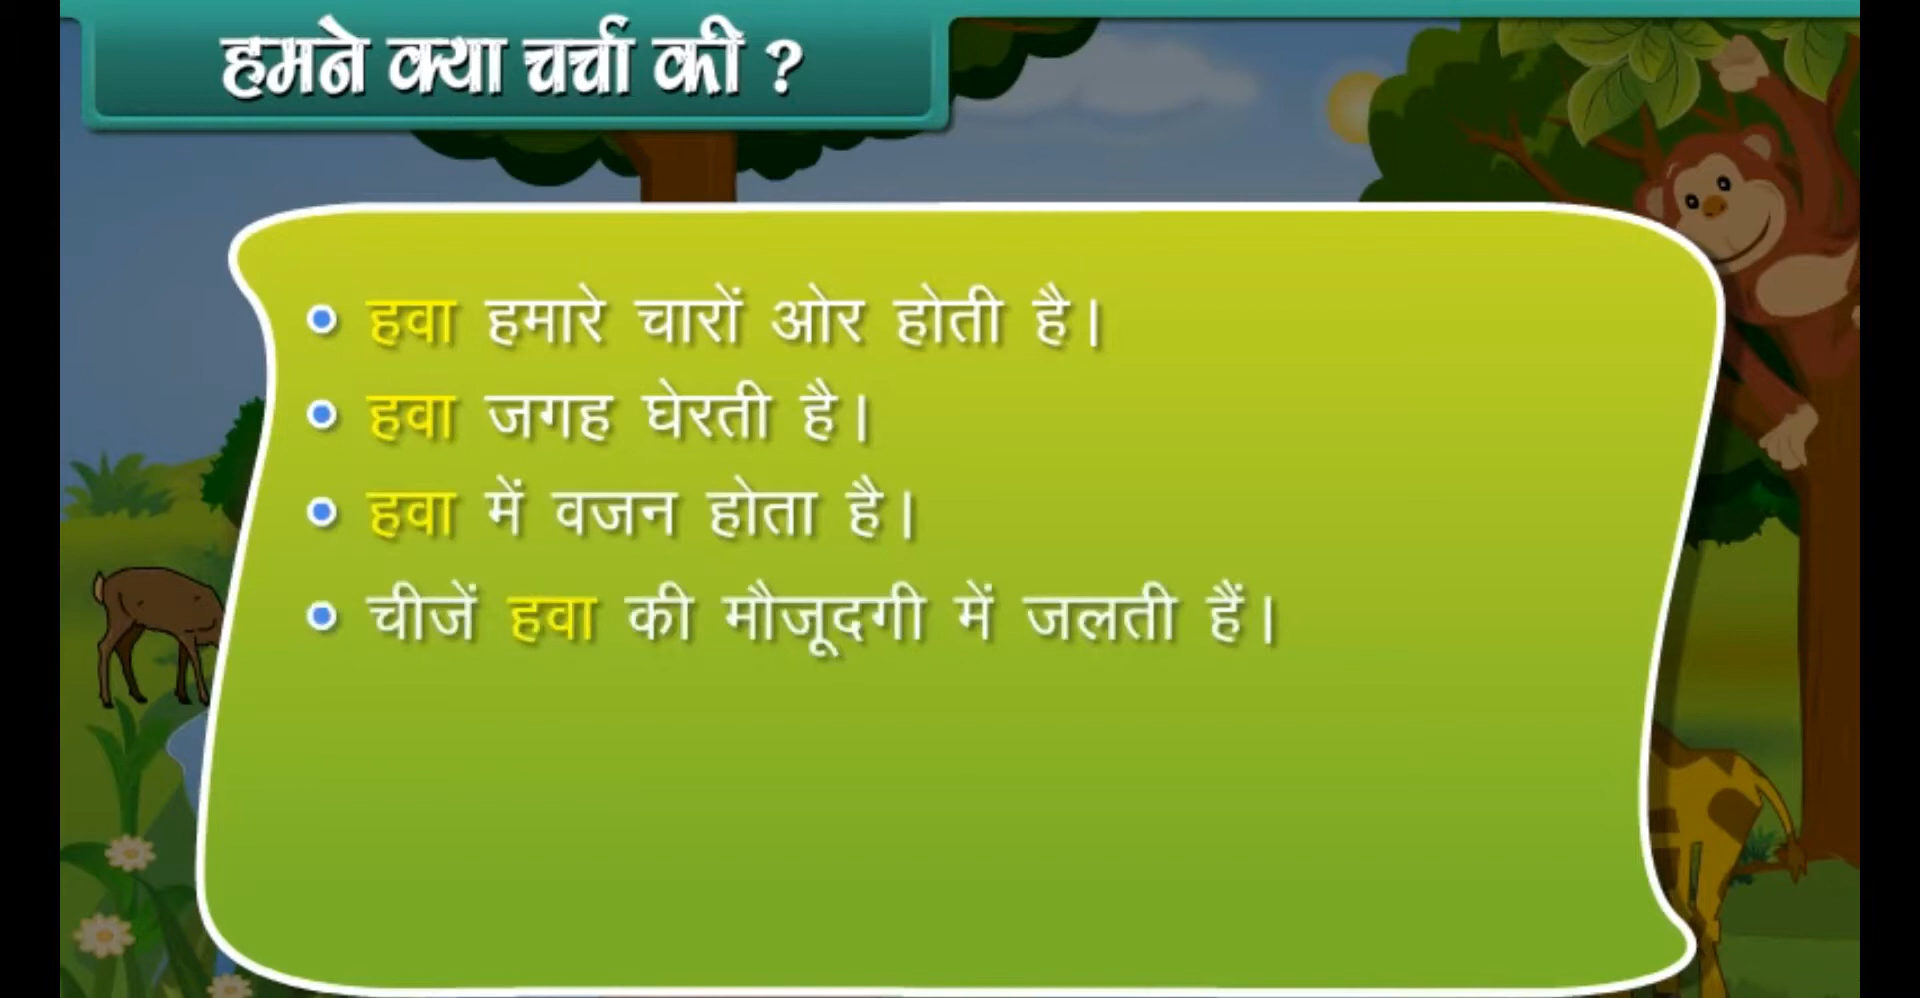 हमने क्या चर्चा की ?
• हवा हमारे चारों ओर होती है।
• हवा जगह घेरती है।
• हवा में वजन होता है।
• चीजें हवा की मौजूदगी में जलती हैं।